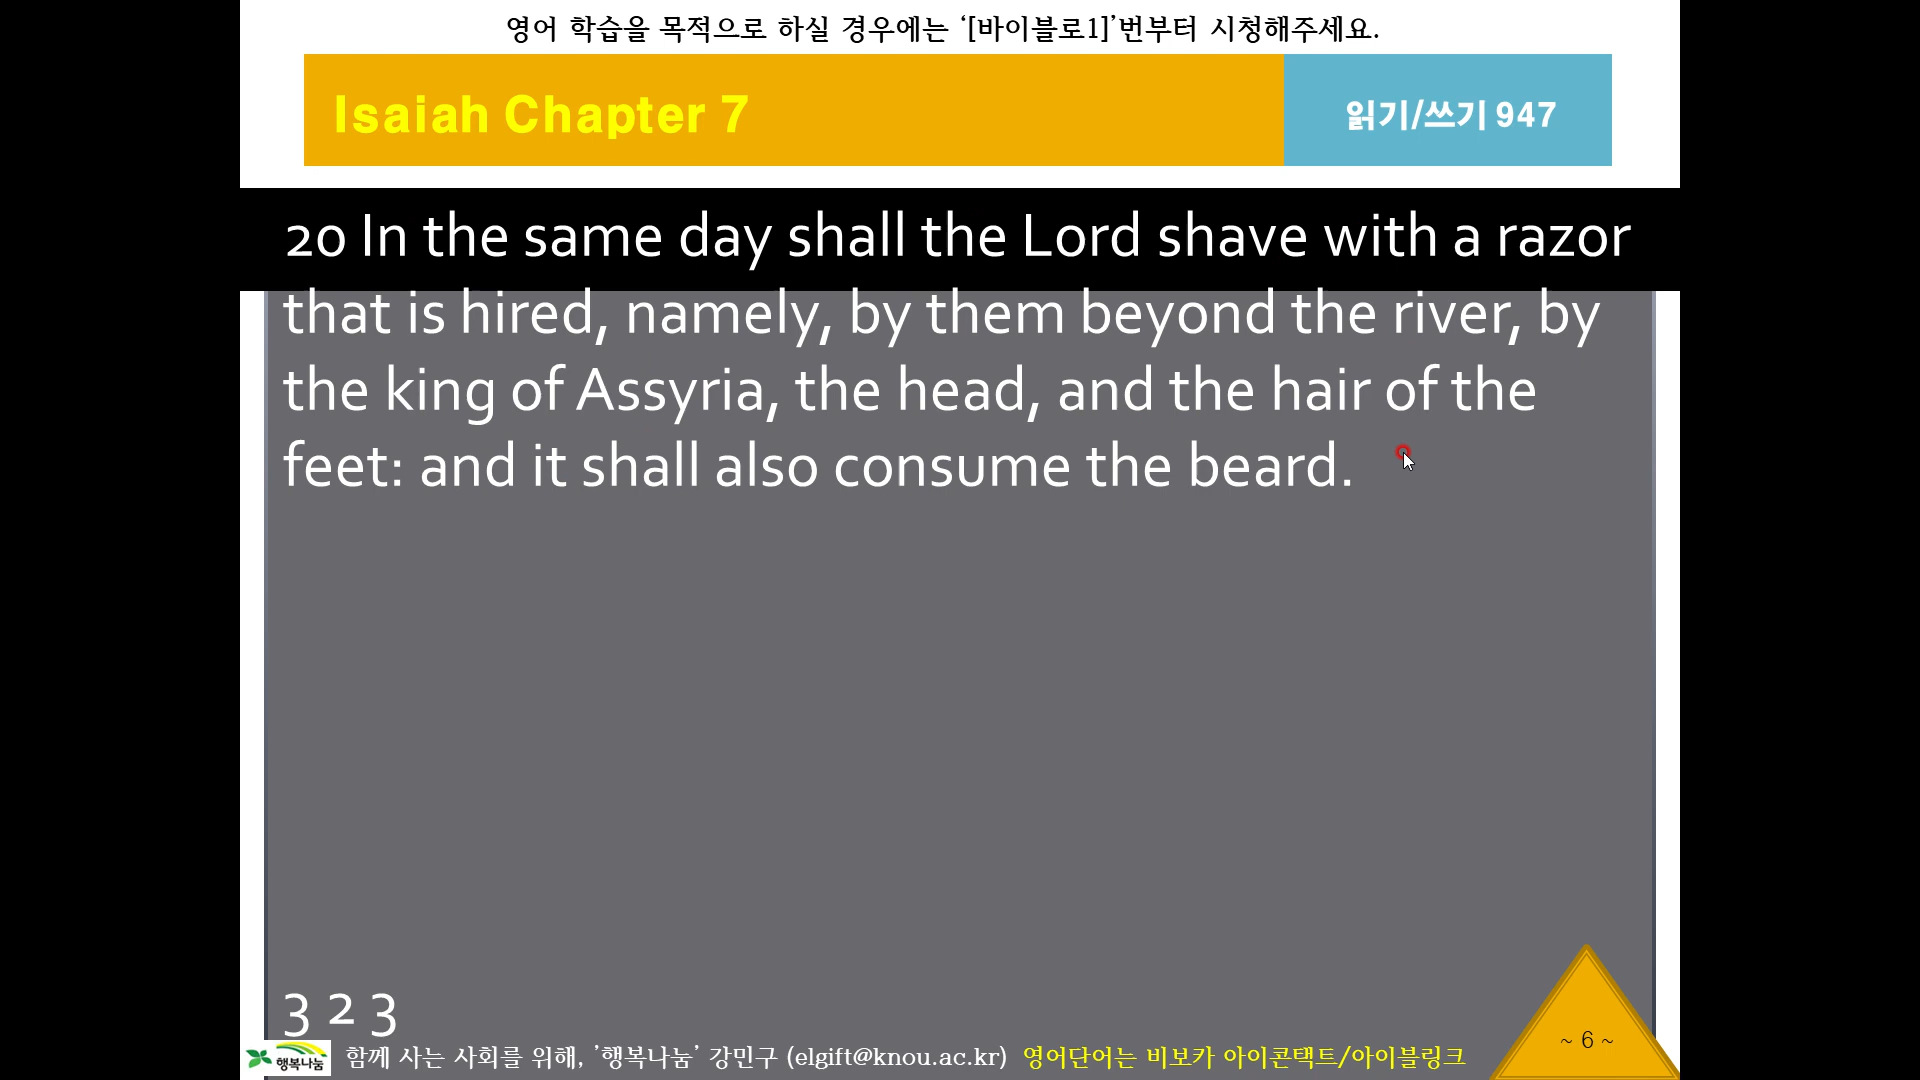 영어 학습을 목적으로 하실 경우에는 ‘[바이블로1]’번부터 시청해주세요.
Isaiah Chapter 7
읽기/쓰기 947
20 In the same day shall the Lord shave with a razor
that is hired, namely, by them beyond the river, by
the king of Assyria, the head, and the hair of the
feet: and it shall also consume the beard.
3 2 3
~ 6 ~
행복나눔
함께 사는 사회를 위해, ’행복나눔’ 강민구 (elgift@knou.ac.kr) 영어단어는 비보카 아이콘택트/아이블링크